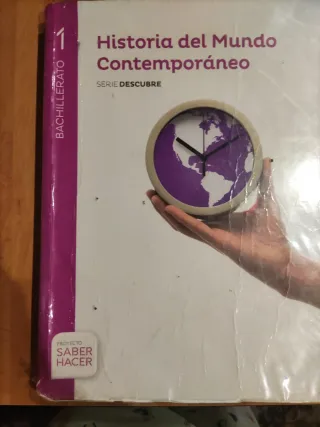 1
BACHILLERATO
Historia del Mundo
Contemporáneo
SERIE DESCUBRE
PROYECTO
SABER
HACER